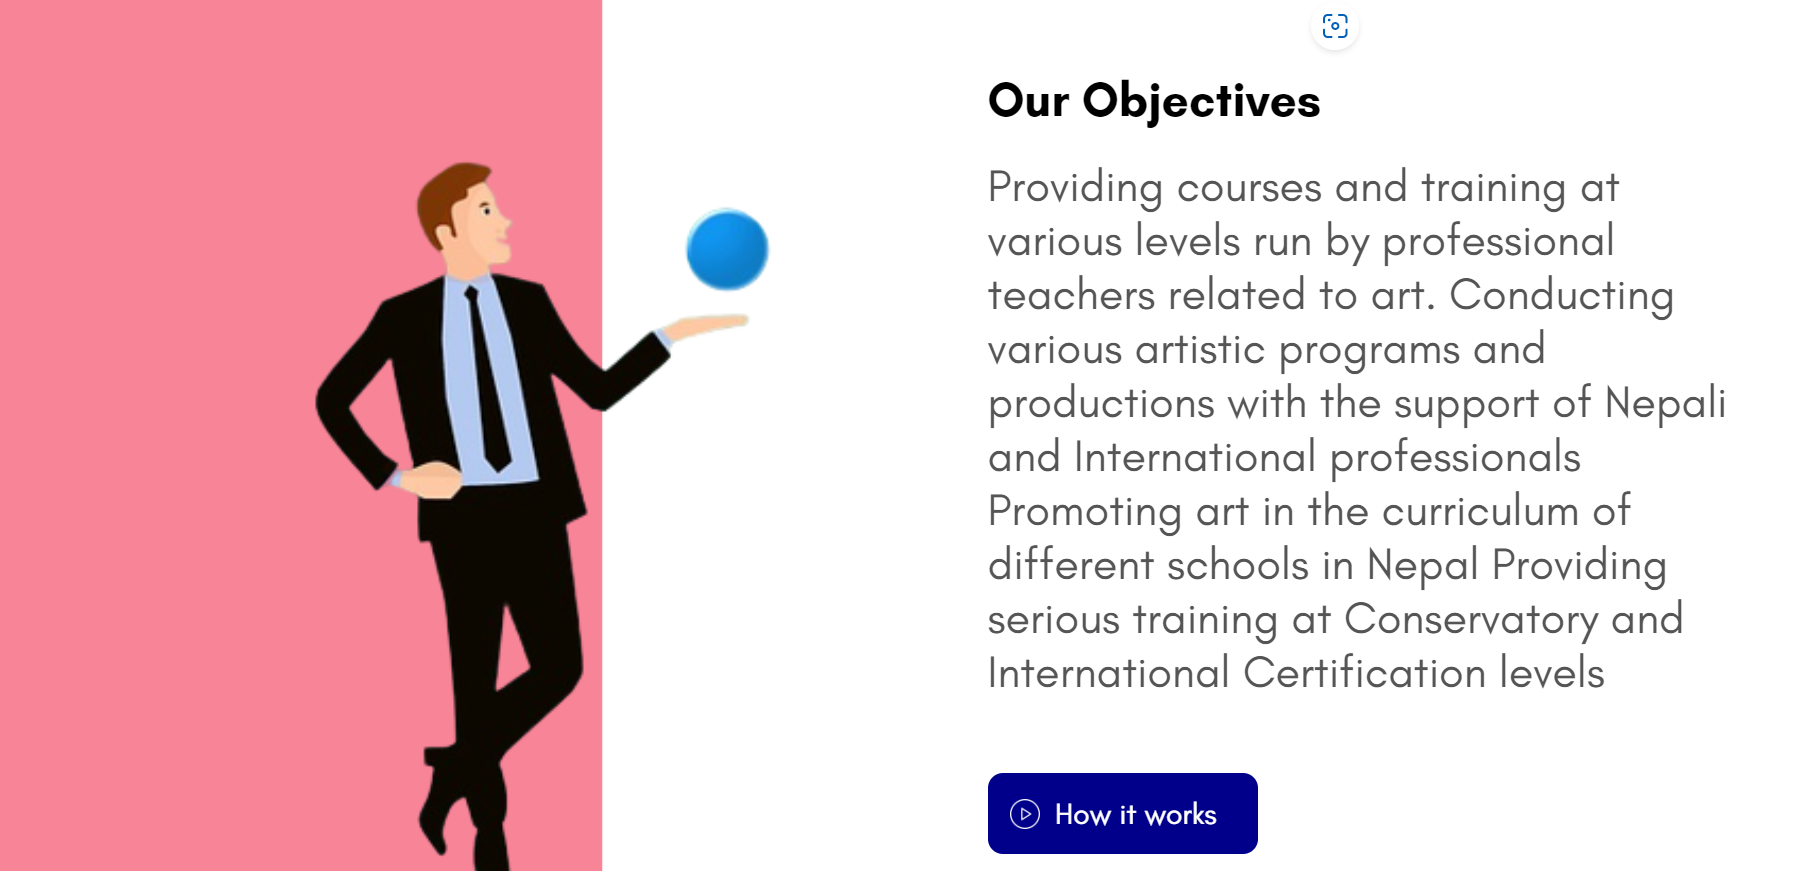 Our Objectives
Providing courses and training at
various levels run by professional
teachers related to art. Conducting
various artistic programs and
productions with the support of Nepali
and International professionals
Promoting art in the curriculum of
different schools in Nepal Providing
serious training at Conservatory and
International Certification levels
How it works